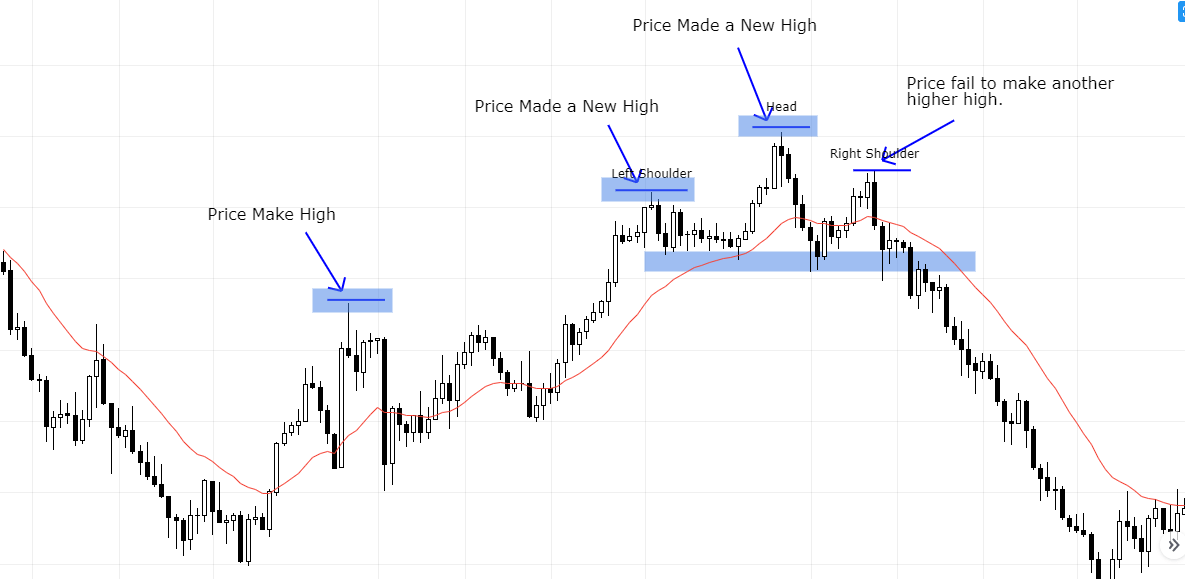 Price Made a New High
Price fail to make another
higher high.
Price Made a New High
Head
Right Shoulder
Left Shoulder
Price Make High